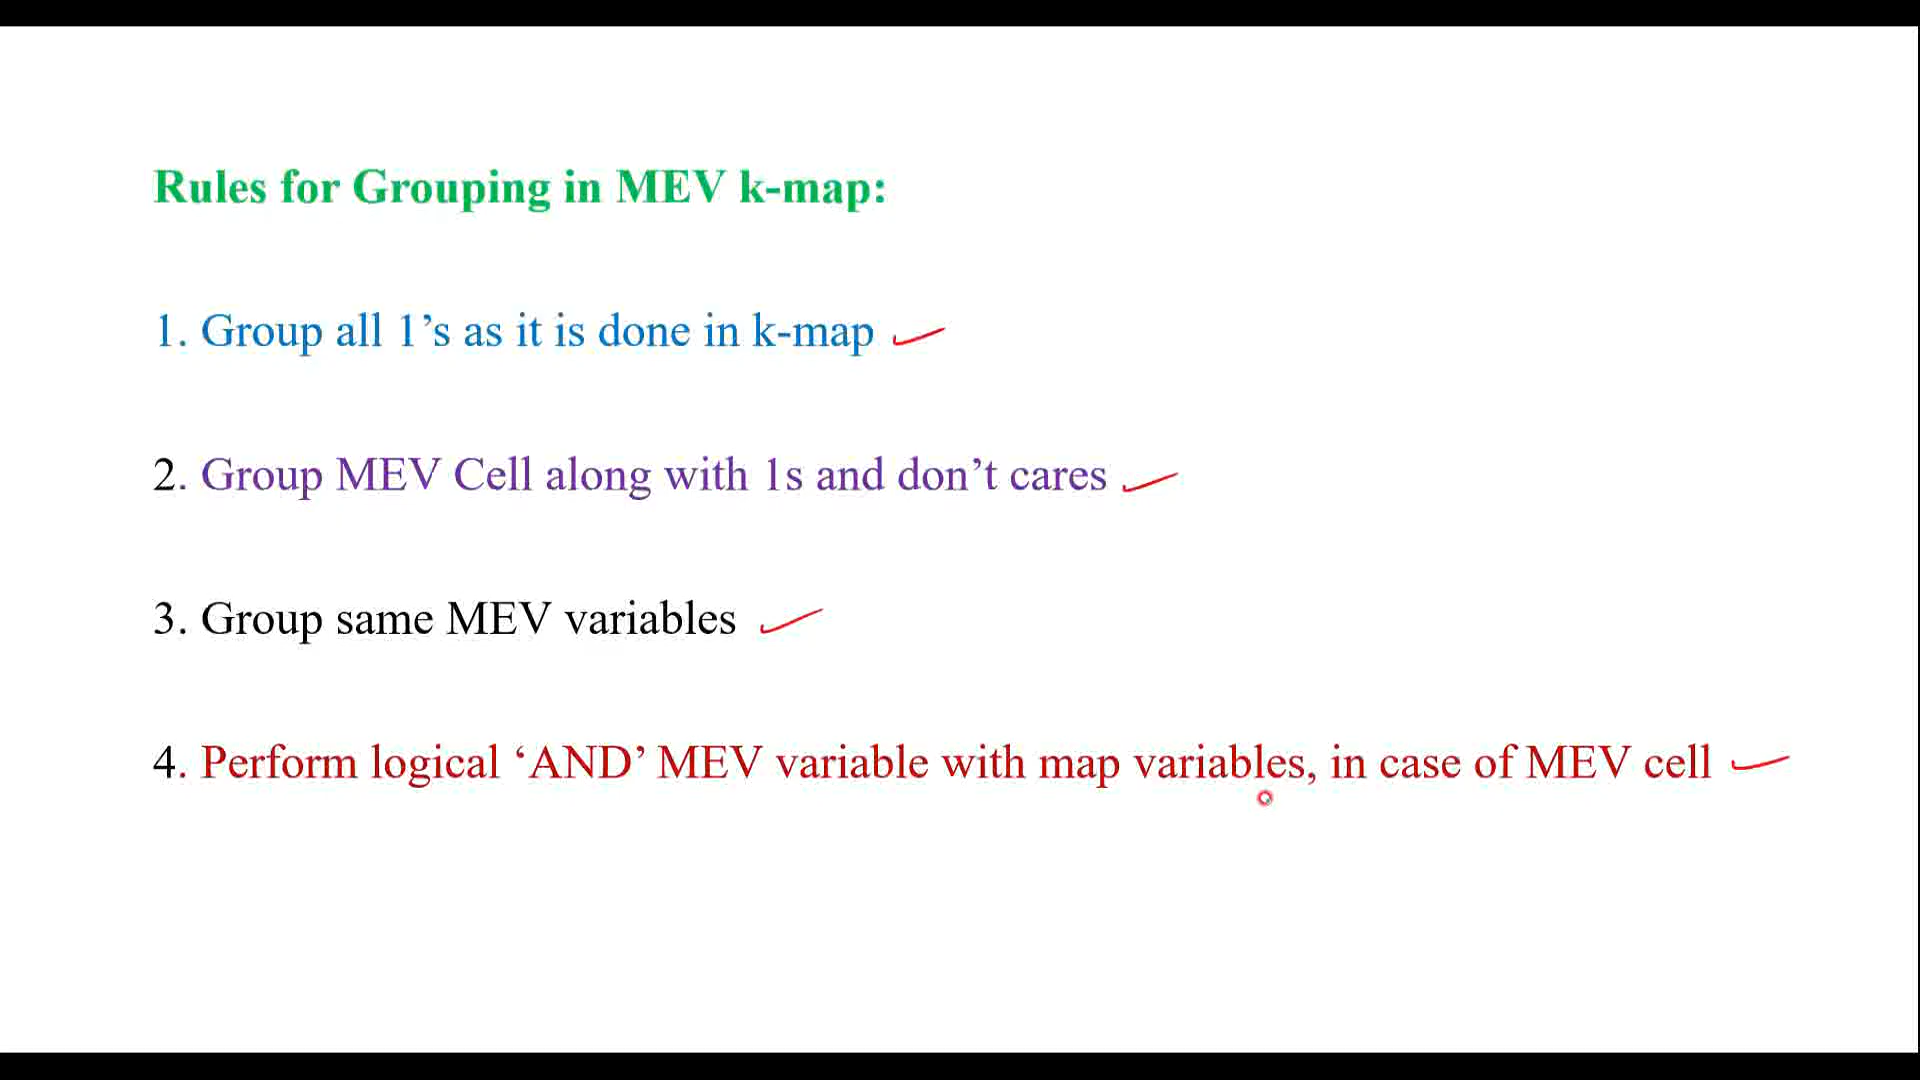 Rules for Grouping in MEV k-map:
1. Group all 1’s as it is done in k-map
2. Group MEV Cell along with 1s and don’t cares
3. Group same MEV variables
4. Perform logical ‘AND’ MEV variable with map variables, in case of MEV cell